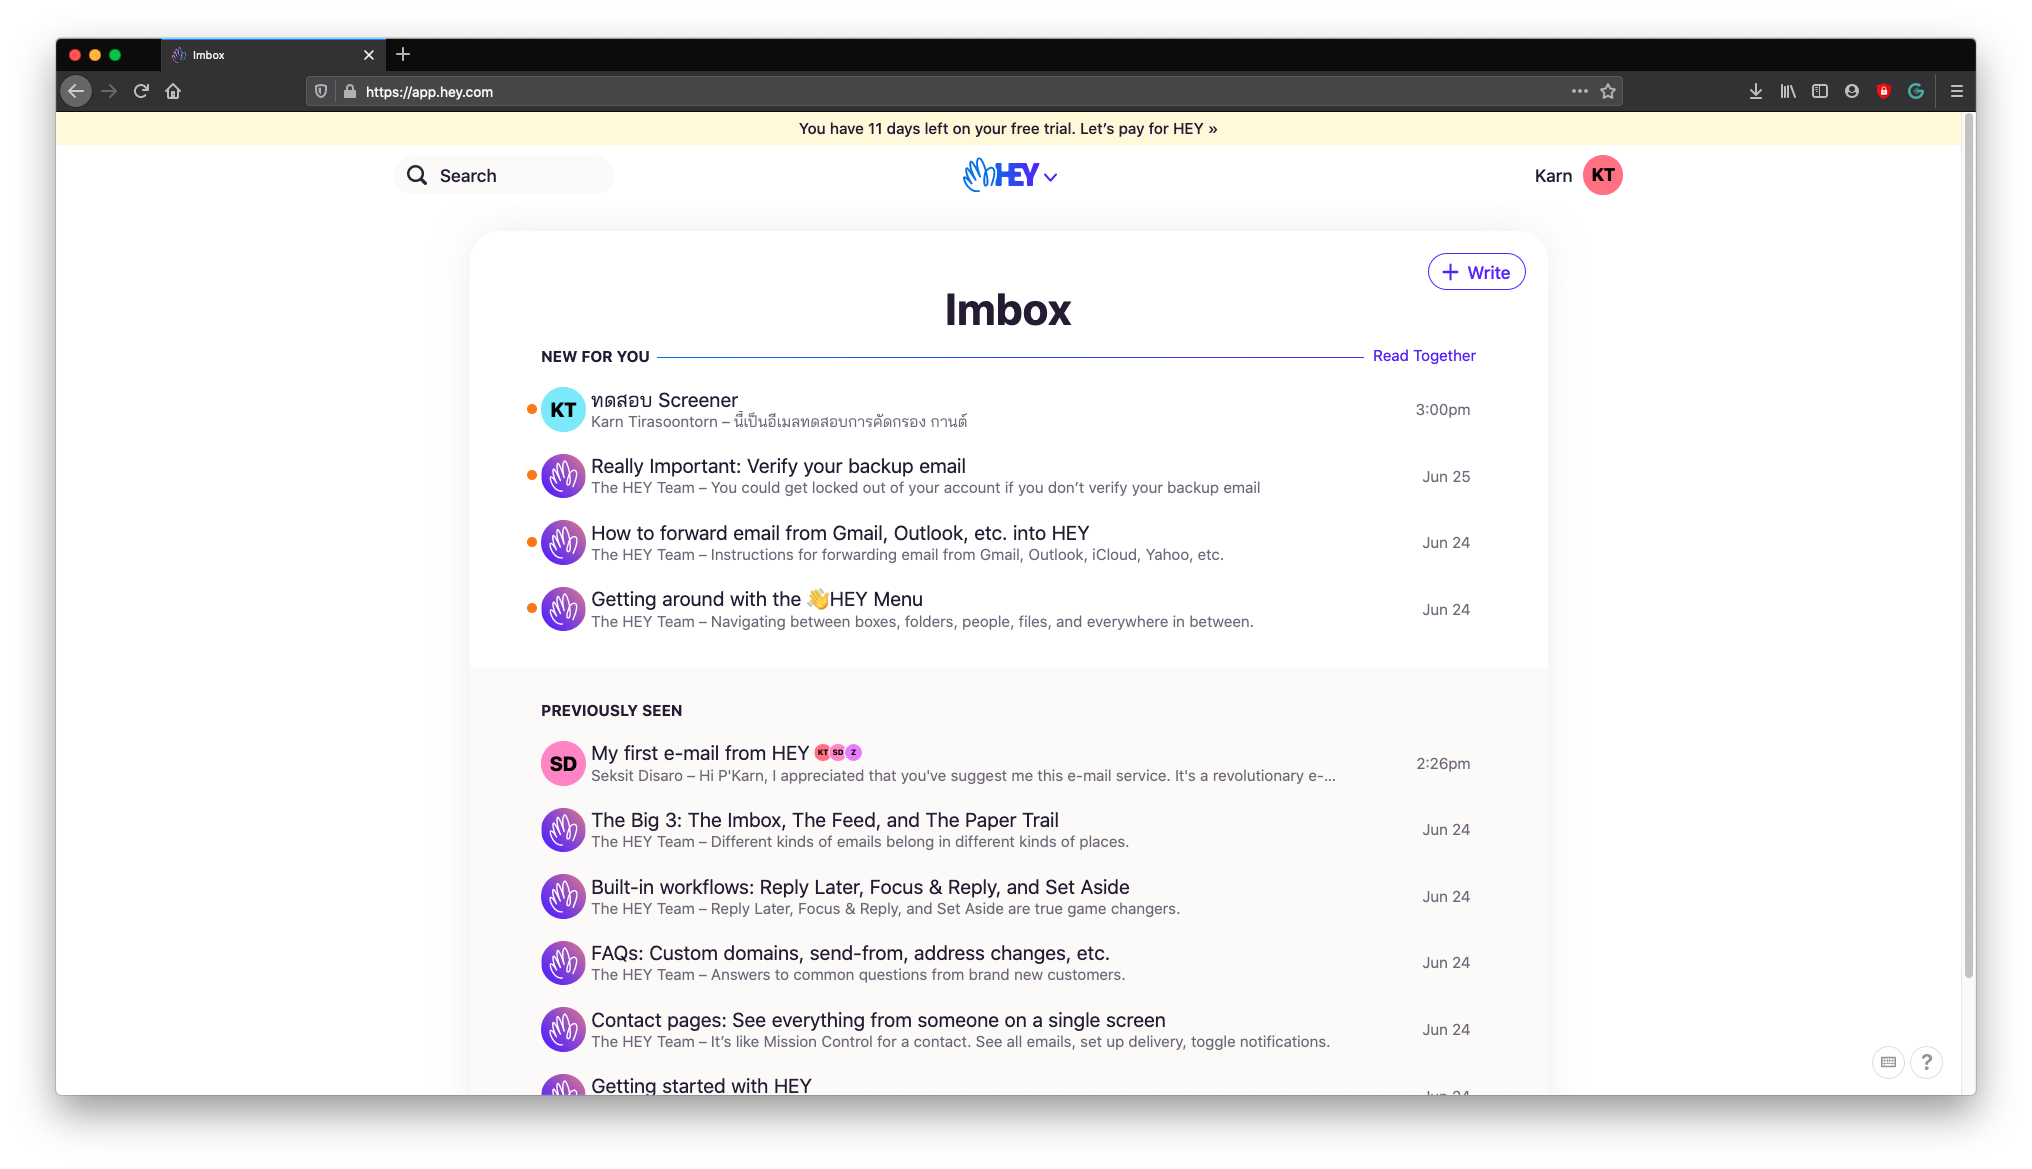 Imbox
https://app.hey.com
You have 11 days left on your free trial. Let's pay for HEY »
Search
HEY
Karn KT
+ Write
Imbox
NEW FOR YOU
Read Together
KT
ทดสอบ Screener
3:00pm
Karn Tirasoontorn – นี่เป็นอีเมลทดสอบการคัดกรอง กานต์
Really Important: Verify your backup email
Jun 25
The HEY Team – You could get locked out of your account if you don’t verify your backup email
How to forward email from Gmail, Outlook, etc. into HEY
Jun 24
The HEY Team – Instructions for forwarding email from Gmail, Outlook, iCloud, Yahoo, etc.
Getting around with the 👋HEY Menu
Jun 24
The HEY Team – Navigating between boxes, folders, people, files, and everywhere in between.
PREVIOUSLY SEEN
SD
My first e-mail from HEY KT SD Z
2:26pm
Seksit Disaro – Hi P'Karn, I appreciated that you've suggest me this e-mail service. It's a revolutionary e-...
The Big 3: The Imbox, The Feed, and The Paper Trail
Jun 24
The HEY Team – Different kinds of emails belong in different kinds of places.
Built-in workflows: Reply Later, Focus & Reply, and Set Aside
Jun 24
The HEY Team – Reply Later, Focus & Reply, and Set Aside are true game changers.
FAQs: Custom domains, send-from, address changes, etc.
Jun 24
The HEY Team – Answers to common questions from brand new customers.
Contact pages: See everything from someone on a single screen
Jun 24
The HEY Team – It’s like Mission Control for a contact. See all emails, set up delivery, toggle notifications.
Getting started with HEY
Jun 24
?